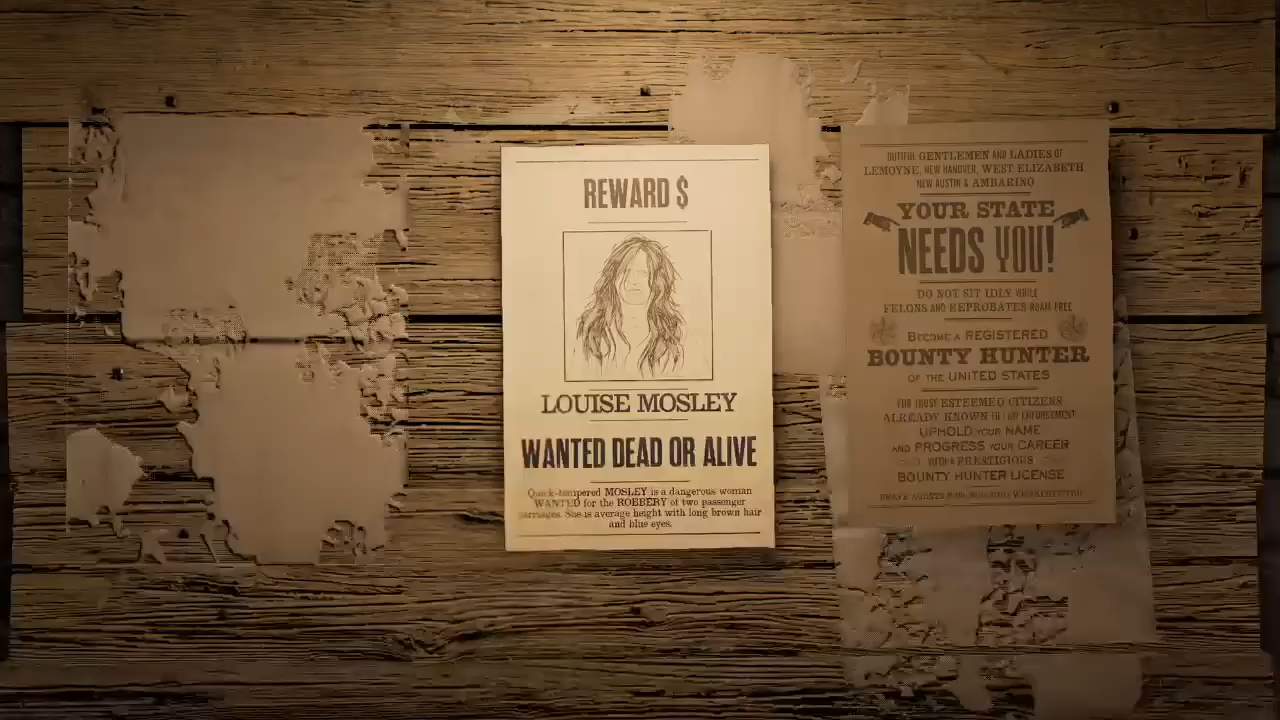 REWARD $
LOUISE MOSLEY
WANTED DEAD OR ALIVE
Quick-tempered MOSLEY is a dangerous woman
WANTED for the ROBBERY of two passenger
carriages. She is average height with long brown hair
and blue eyes.
DUTIFUL GENTLEMEN AND LADIES OF
LEMOYNE, NEW HANOVER, WEST ELIZABETH
NEW AUSTIN & AMBARINO
YOUR STATE
NEEDS YOU!
DO NOT SIT IDLY WHILE
FELONS AND REPROBATES ROAM FREE
BECOME A REGISTERED
BOUNTY HUNTER
OF THE UNITED STATES
FOR THOSE ESTEEMED CITIZENS
ALREADY KNOWN TO LAW ENFORCEMENT
UPHOLD YOUR NAME
AND PROGRESS YOUR CAREER
WITH A PRESTIGIOUS
BOUNTY HUNTER LICENSE